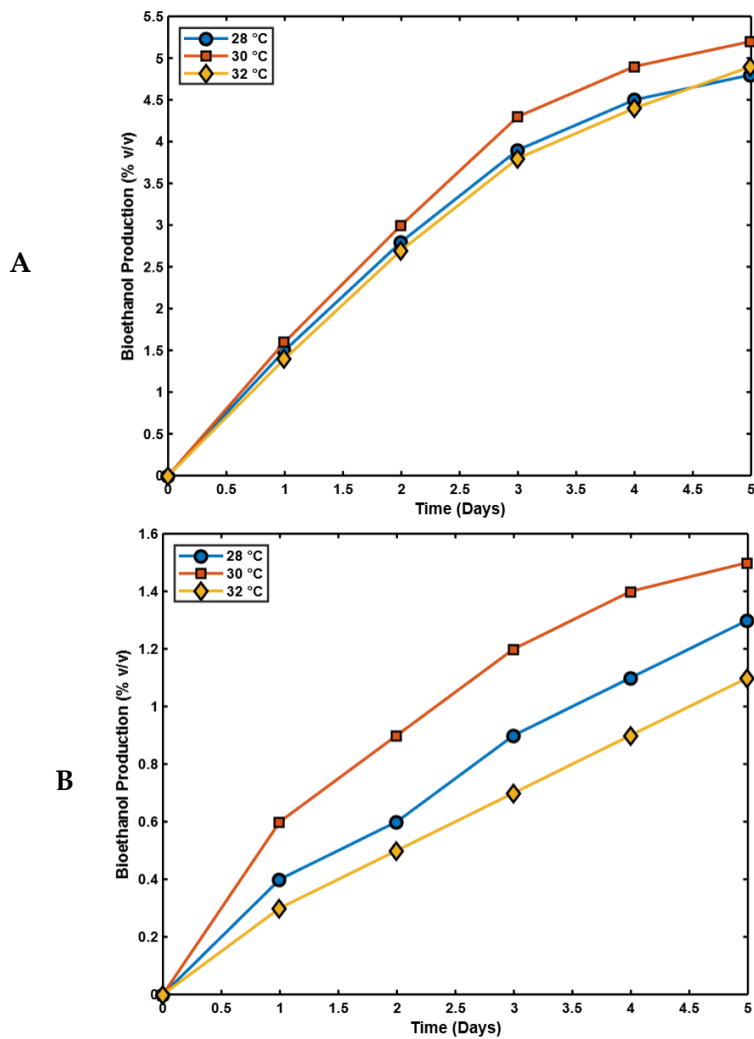 A
Bioethanol Production (% v/v)
5.5
5
4.5
4
3.5
3
2.5
2
1.5
1
0.5
0
28 °C
30 °C
32 °C
0 0.5 1 1.5 2 2.5 3 3.5 4 4.5 5
Time (Days)
B
Bioethanol Production (% v/v)
1.6
1.4
1.2
1
0.8
0.6
0.4
0.2
0
28 °C
30 °C
32 °C
0 0.5 1 1.5 2 2.5 3 3.5 4 4.5 5
Time (Days)